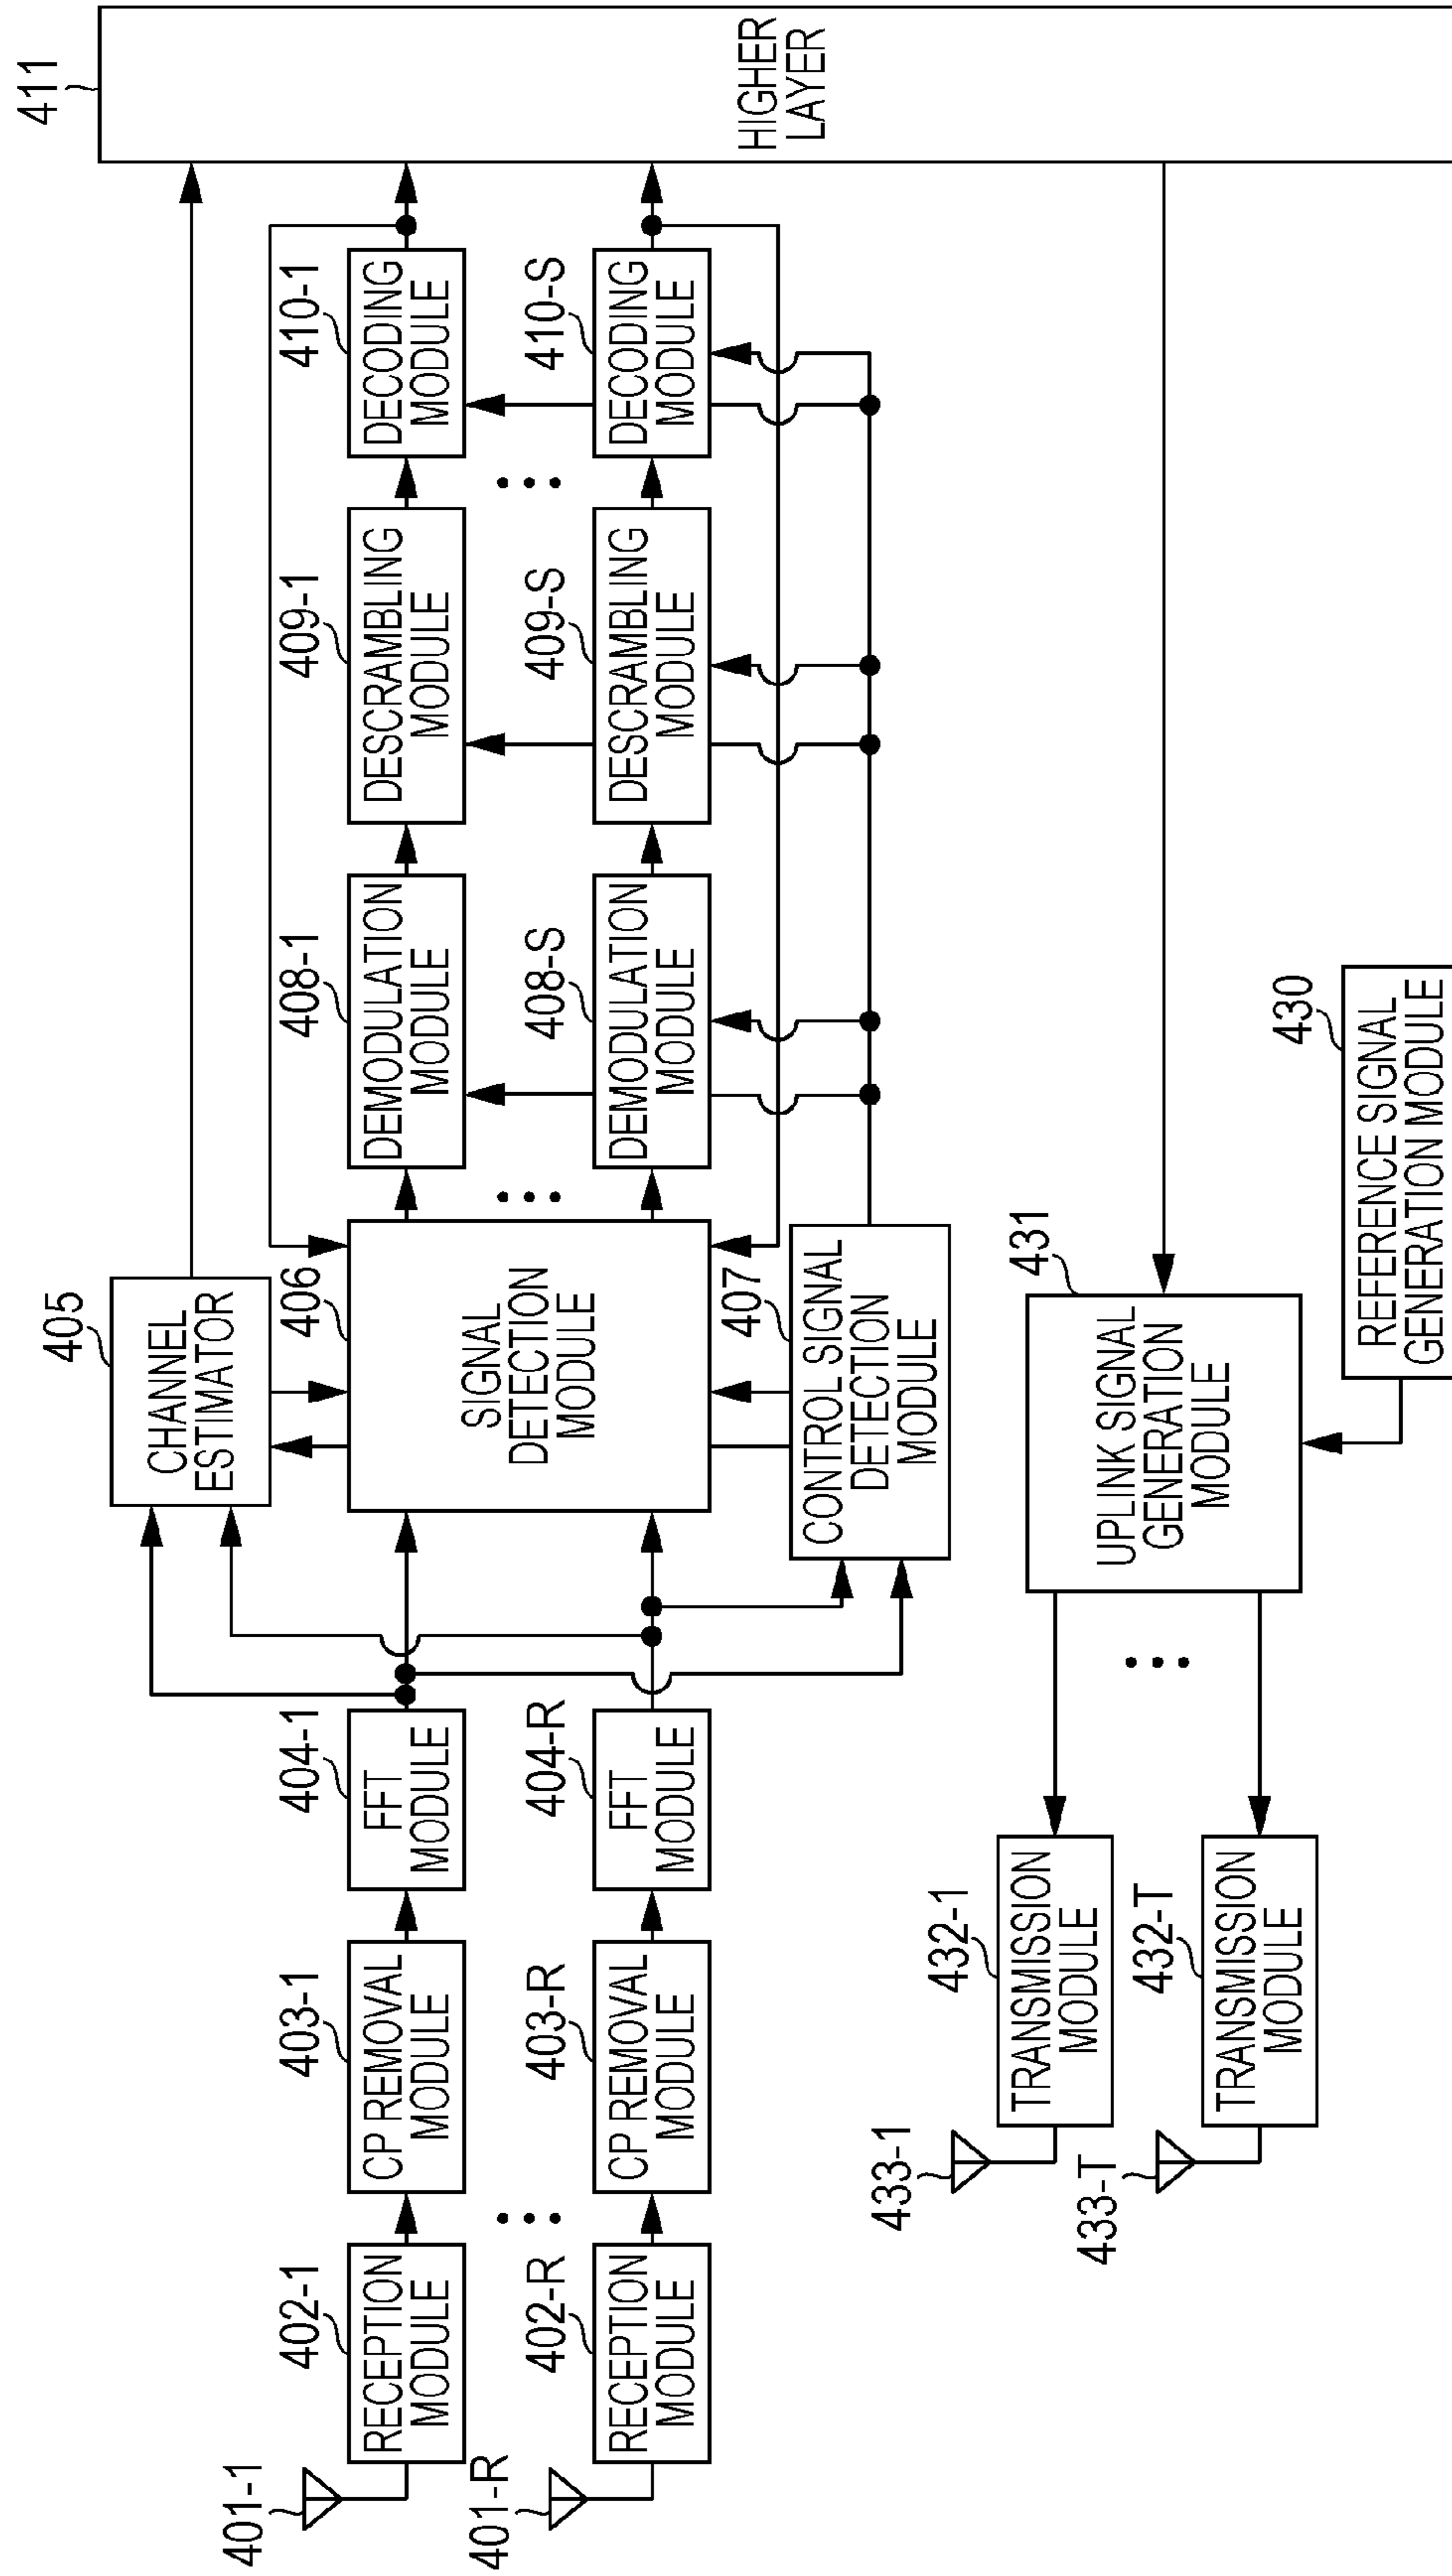 401-1
402-1
RECEPTION
MODULE
403-1
CP REMOVAL
MODULE
404-1
FFT
MODULE
405
CHANNEL
ESTIMATOR
406
SIGNAL
DETECTION
MODULE
408-1
DEMODULATION
MODULE
409-1
DESCRAMBLING
MODULE
410-1
DECODING
MODULE
411
HIGHER
LAYER
401-R
402-R
RECEPTION
MODULE
403-R
CP REMOVAL
MODULE
404-R
FFT
MODULE
407
CONTROL SIGNAL
DETECTION
MODULE
408-S
DEMODULATION
MODULE
409-S
DESCRAMBLING
MODULE
410-S
DECODING
MODULE
433-1
432-1
TRANSMISSION
MODULE
431
UPLINK SIGNAL
GENERATION
MODULE
433-T
432-T
TRANSMISSION
MODULE
430
REFERENCE SIGNAL
GENERATION MODULE